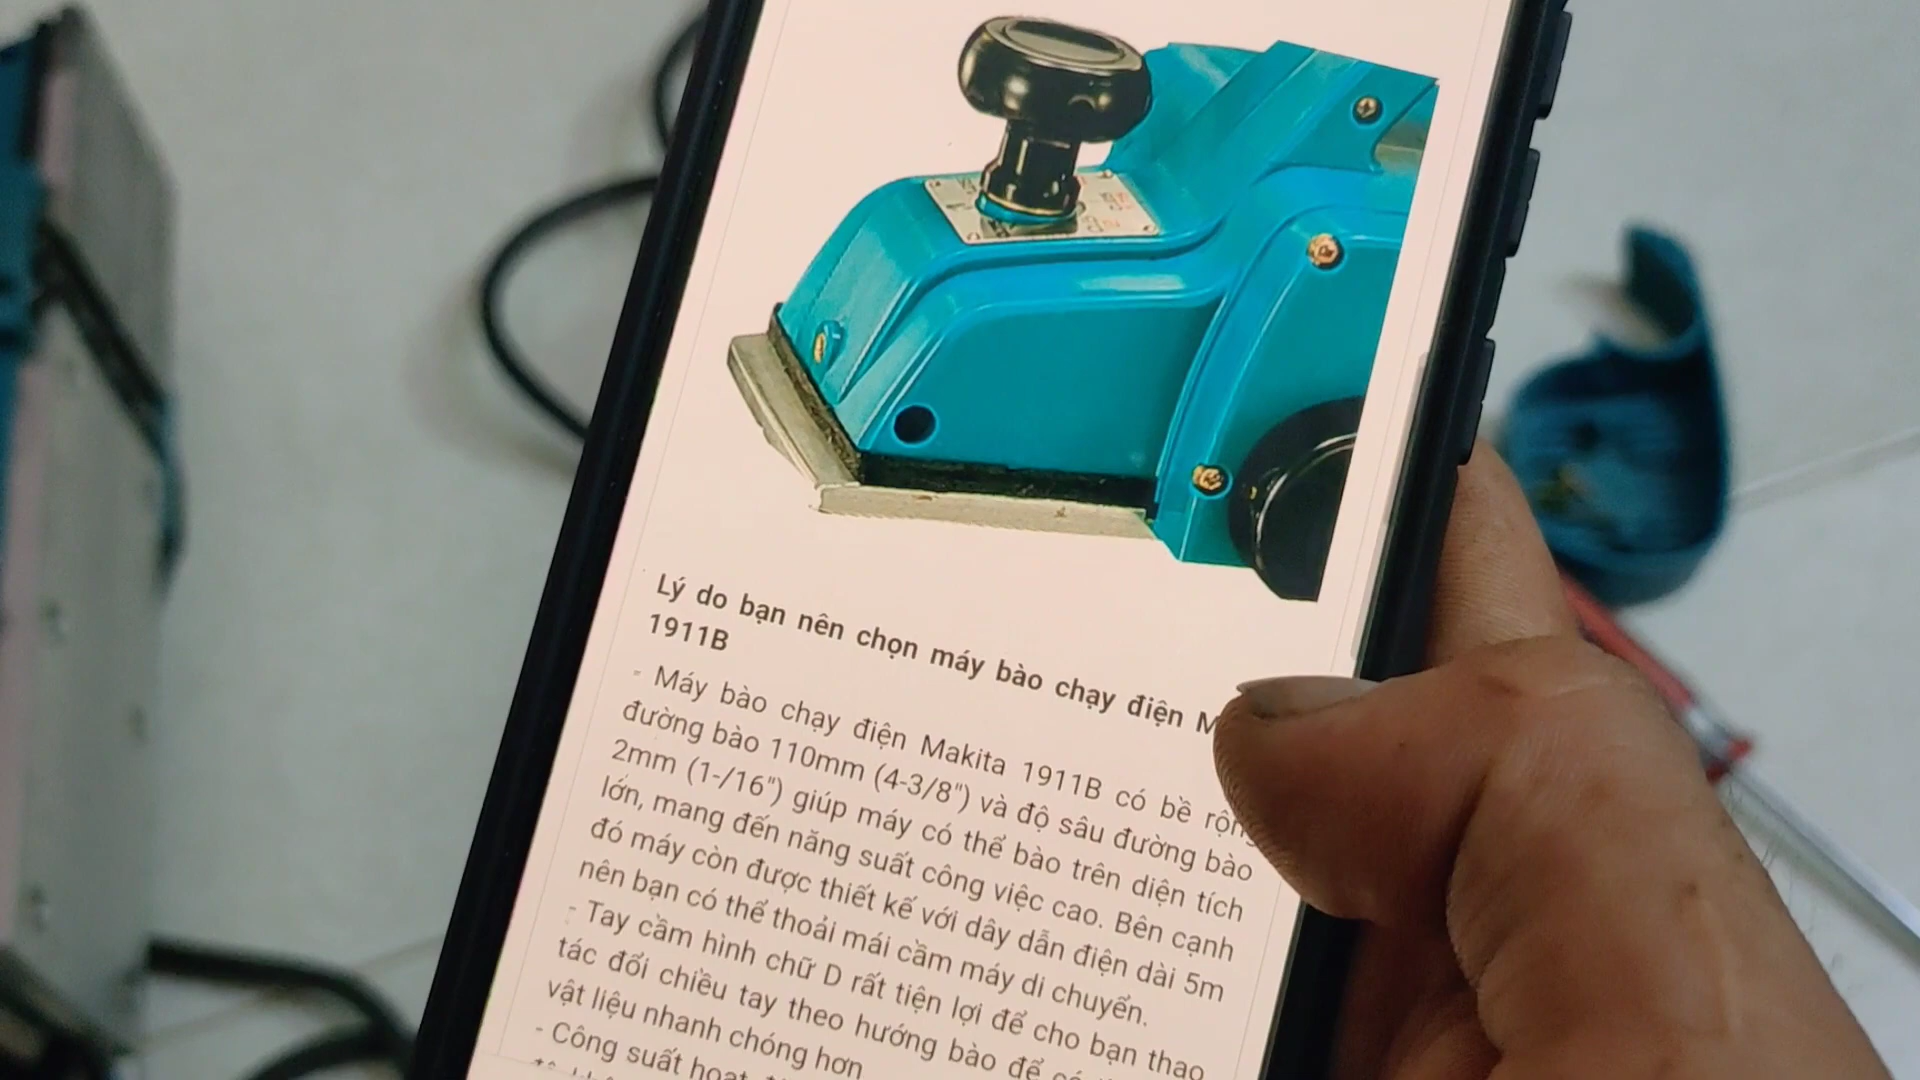 Lý do bạn nên chọn máy bào chạy điện
1911B
- Máy bào chạy điện Makita 1911B có bề
đường bào 110mm (4-3/8") và độ sâu đường bào
2mm (1-/16") giúp máy có thể bào trên diện tích
lớn, mang đến năng suất công việc cao. Bên cạnh
đó máy còn được thiết kế với dây dẫn điện dài 5m
nên bạn có thể thoải mái cầm máy di chuyển.
- Tay cầm hình chữ D rất tiện lợi để cho bạn thao
tác đổi chiều tay theo hướng bào để có
vật liệu nhanh chóng hơn
- Công suất hoạt